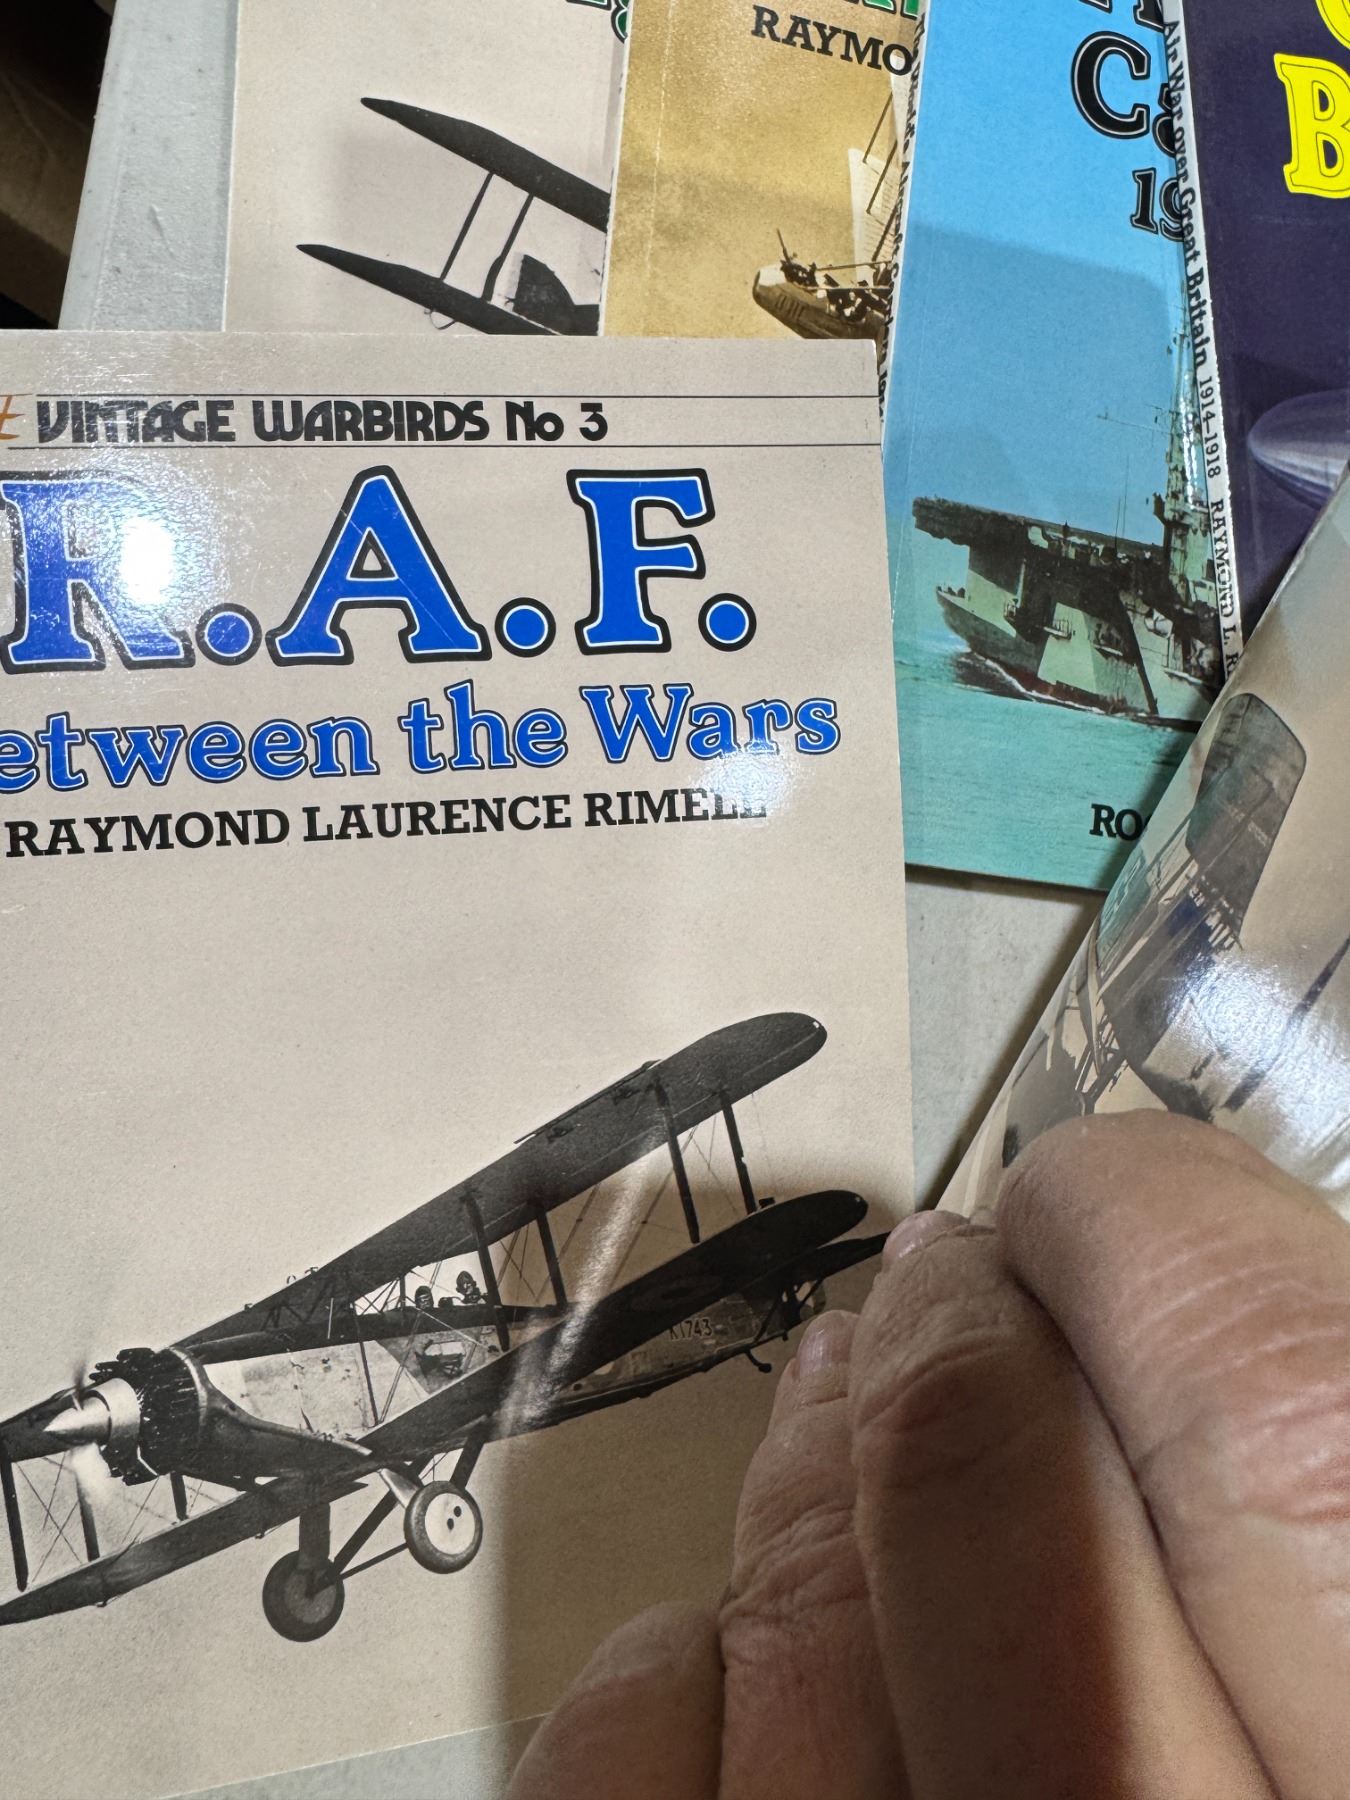 RAYMO
C
19
B
Air War over Great Britain 1914–1918 RAYMOND L. R
VINTAGE WARBIRDS No 3
R.A.F.
etween the Wars
RAYMOND LAURENCE RIMELL
RO
K1743